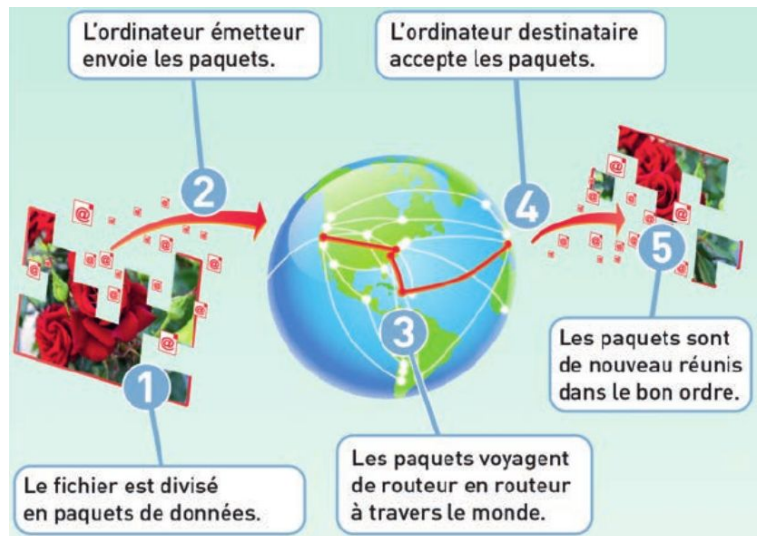 L'ordinateur émetteur
envoie les paquets.
L'ordinateur destinataire
accepte les paquets.
2
4
5
3
1
Les paquets sont
de nouveau réunis
dans le bon ordre.
Les paquets voyagent
de routeur en routeur
à travers le monde.
Le fichier est divisé
en paquets de données.